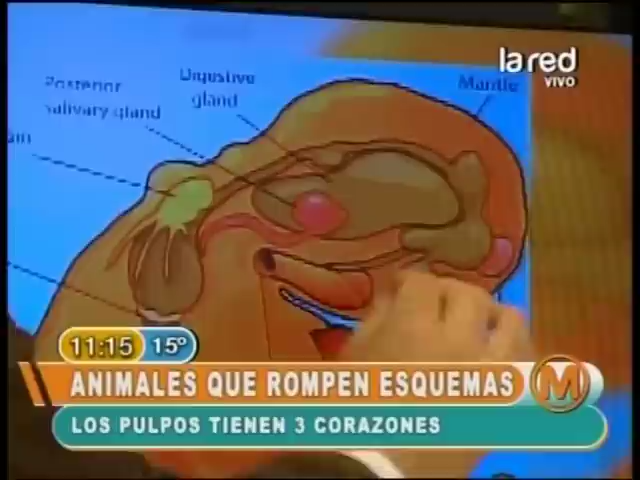 la red
VIVO
Posterior
salivary gland
Digestive
gland
Mantle
11:15 15º
ANIMALES QUE ROMPEN ESQUEMAS
M
LOS PULPOS TIENEN 3 CORAZONES